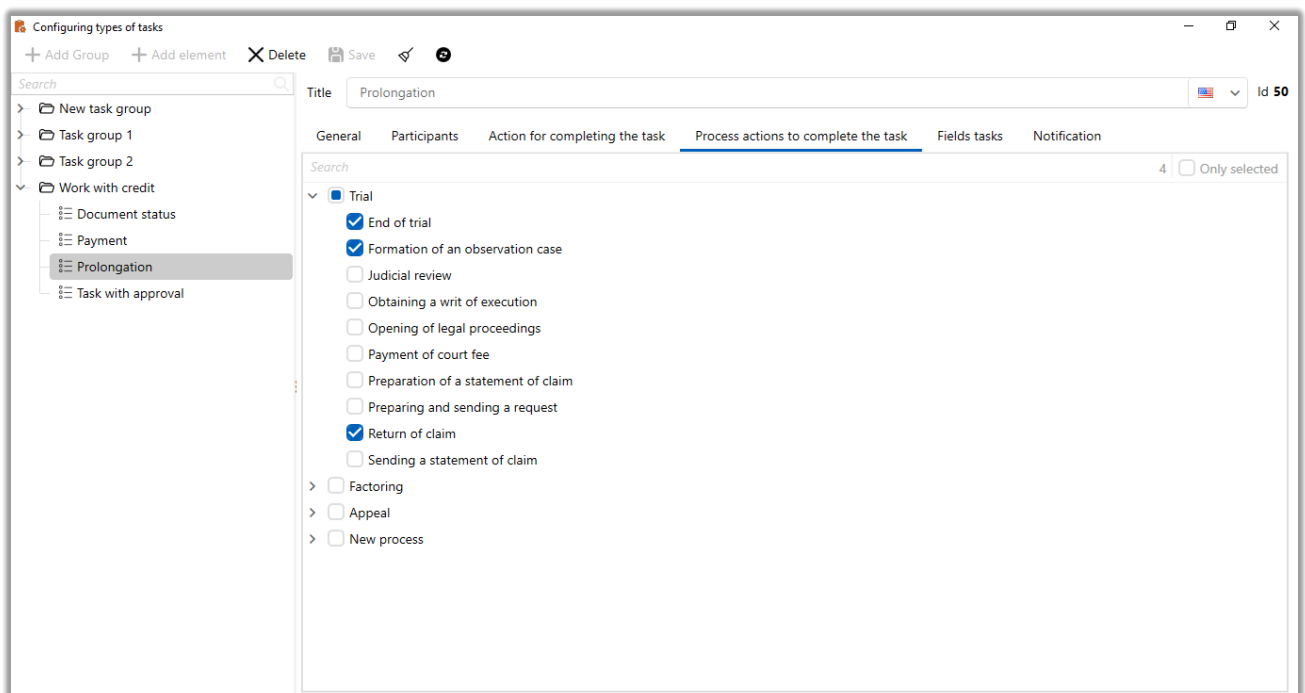 Configuring types of tasks
Add Group Add element Delete Save
Search
New task group
Task group 1
Task group 2
Work with credit
Document status
Payment
Prolongation
Task with approval
Title Prolongation Id 50
General Participants Action for completing the task Process actions to complete the task Fields tasks Notification
Search 4 Only selected
Trial
End of trial
Formation of an observation case
Judicial review
Obtaining a writ of execution
Opening of legal proceedings
Payment of court fee
Preparation of a statement of claim
Preparing and sending a request
Return of claim
Sending a statement of claim
Factoring
Appeal
New process